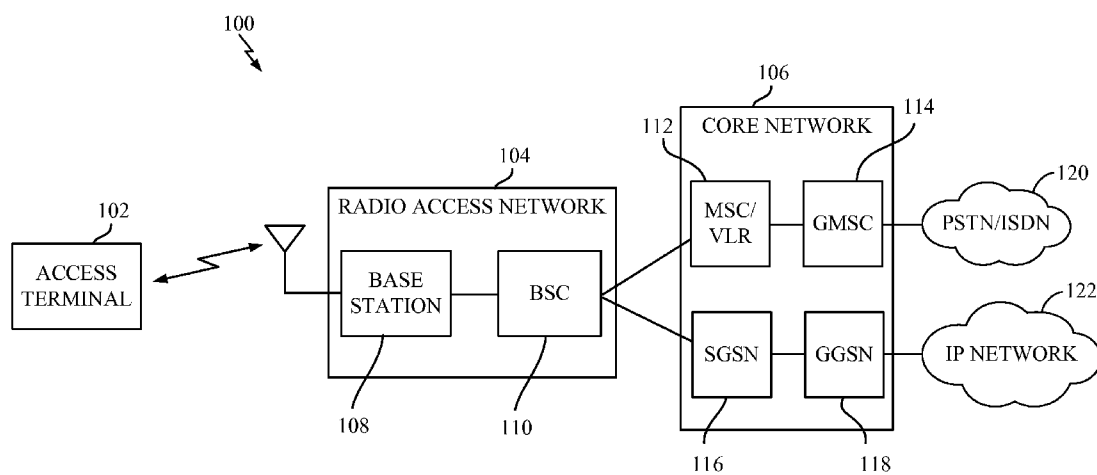 100
106
112
CORE NETWORK
114
104
RADIO ACCESS NETWORK
102
ACCESS
TERMINAL
BASE
STATION
BSC
MSC/
VLR
GMSC
120
PSTN/ISDN
SGSN
GGSN
122
IP NETWORK
108
110
116
118